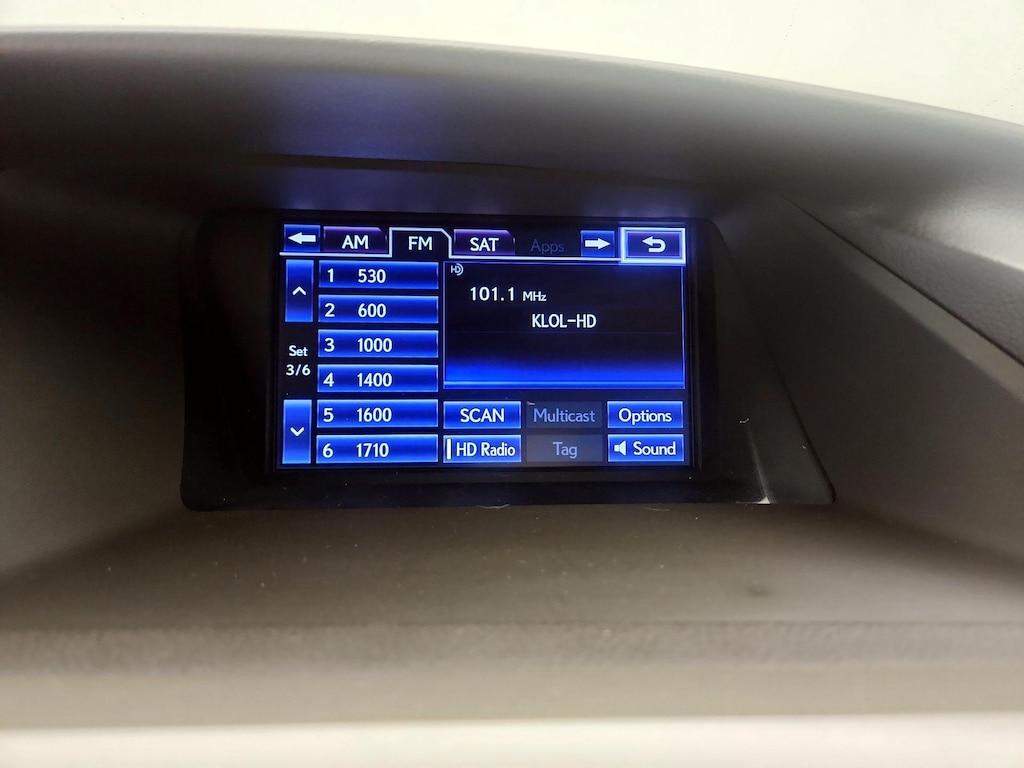 AM FM SAT Apps
1 530
2 600
Set
3/6
3 1000
4 1400
5 1600
6 1710
HD
101.1 MHz
KLOL-HD
SCAN Multicast Options
HD Radio Tag Sound